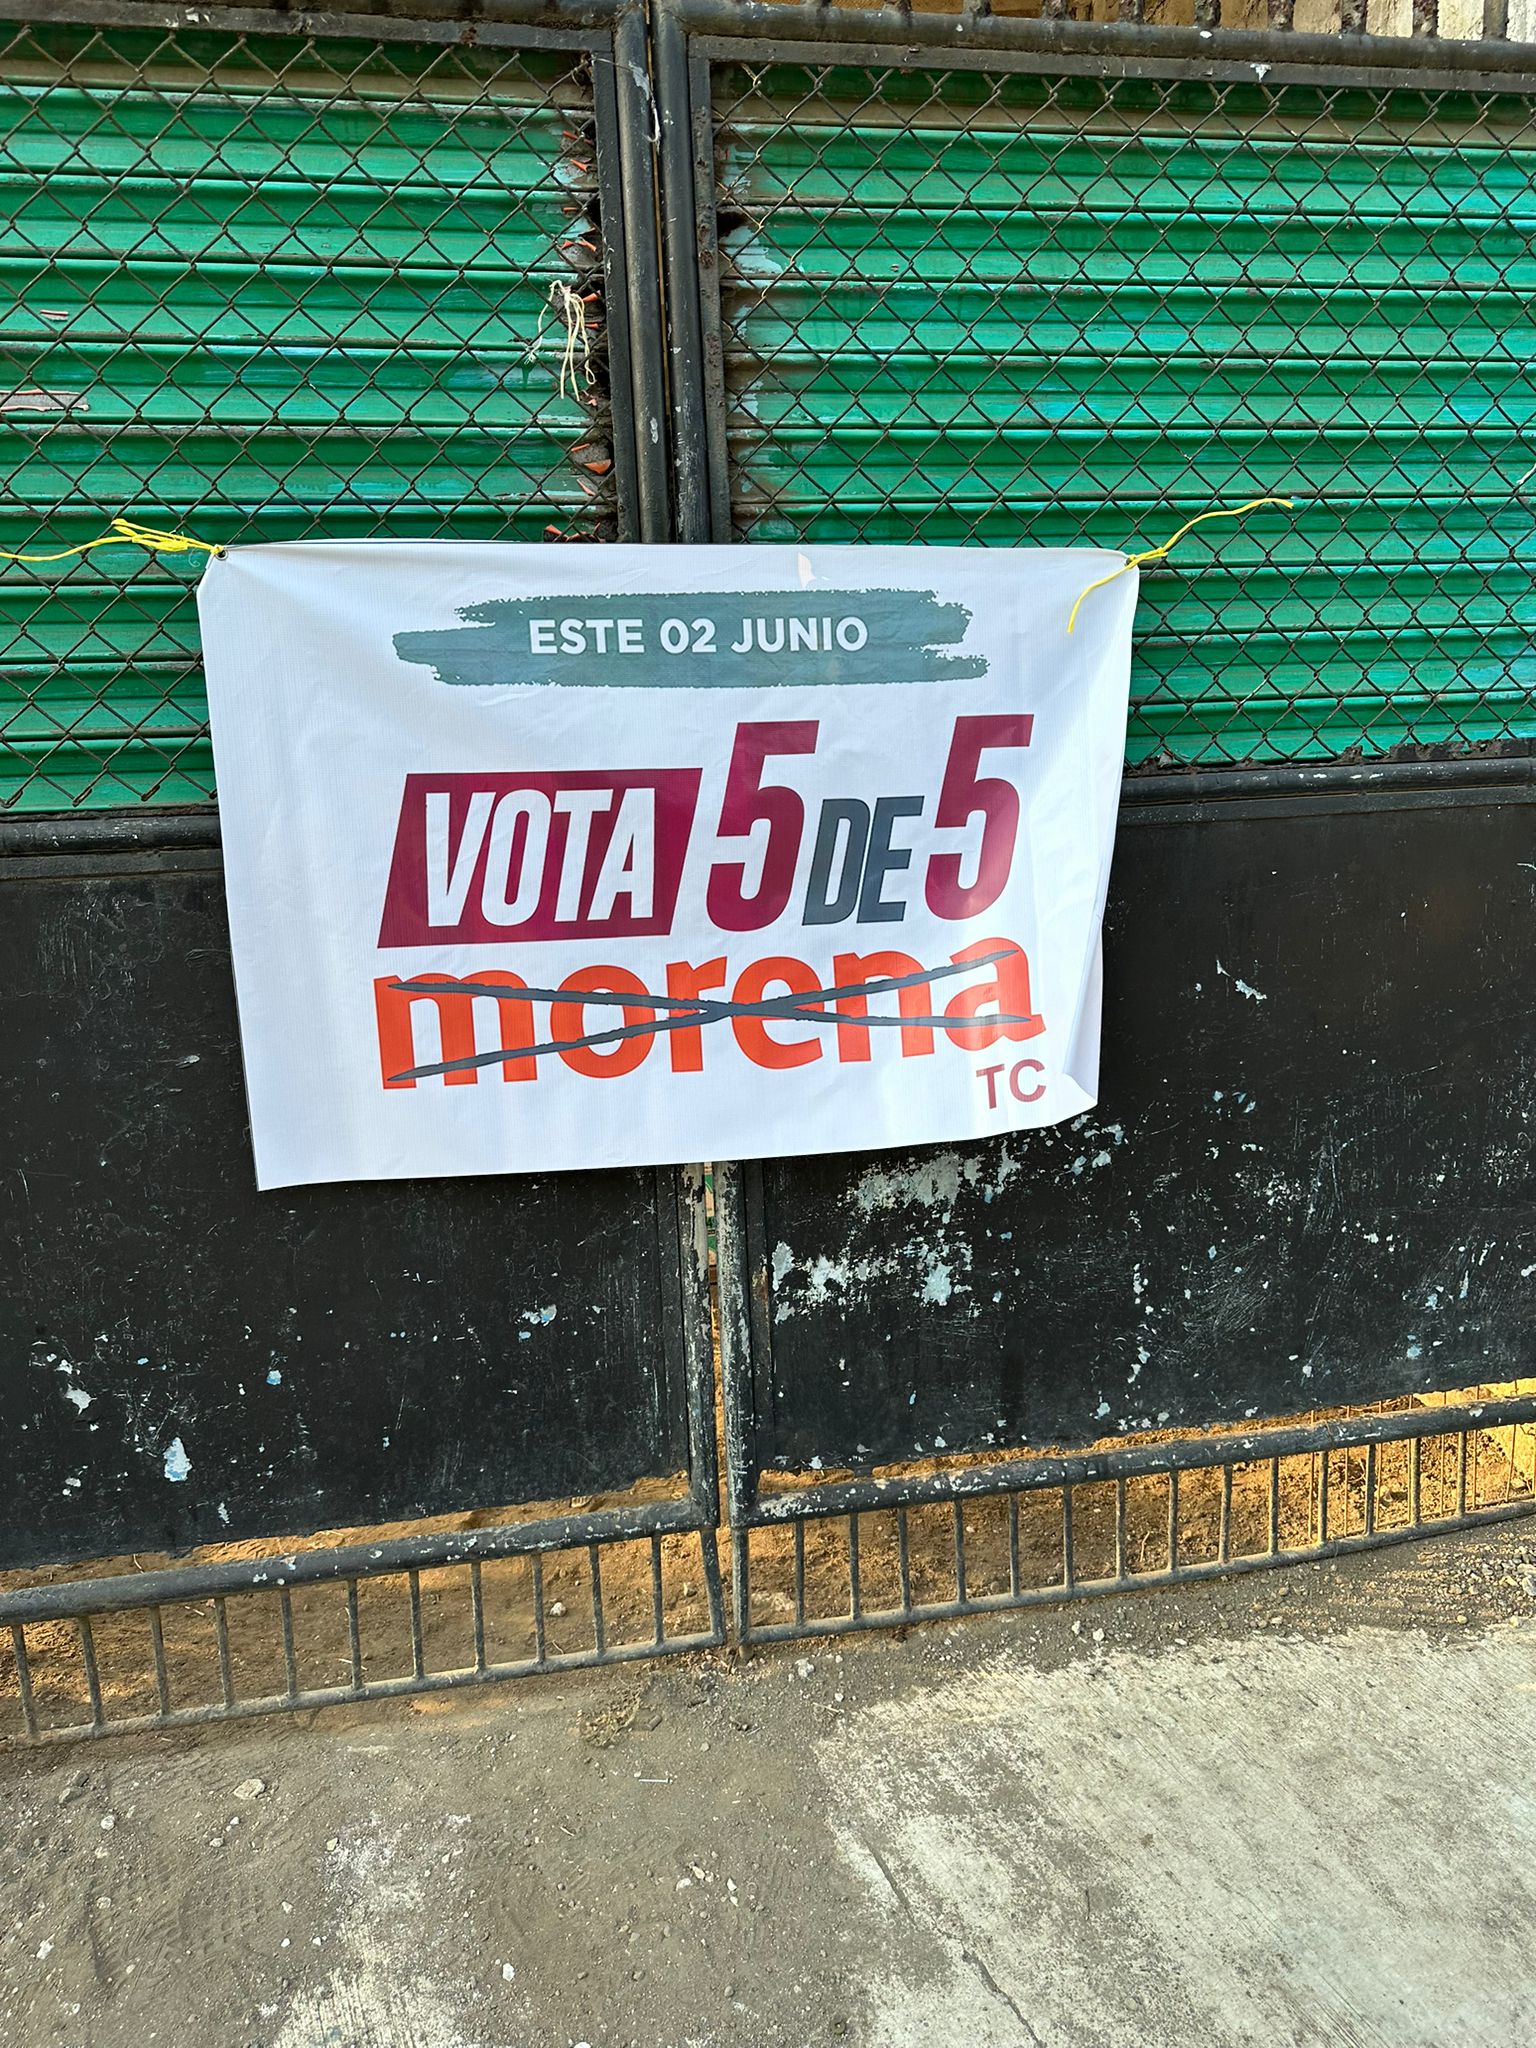 ESTE 02 JUNIO
VOTA 5 DE 5
morena
TC